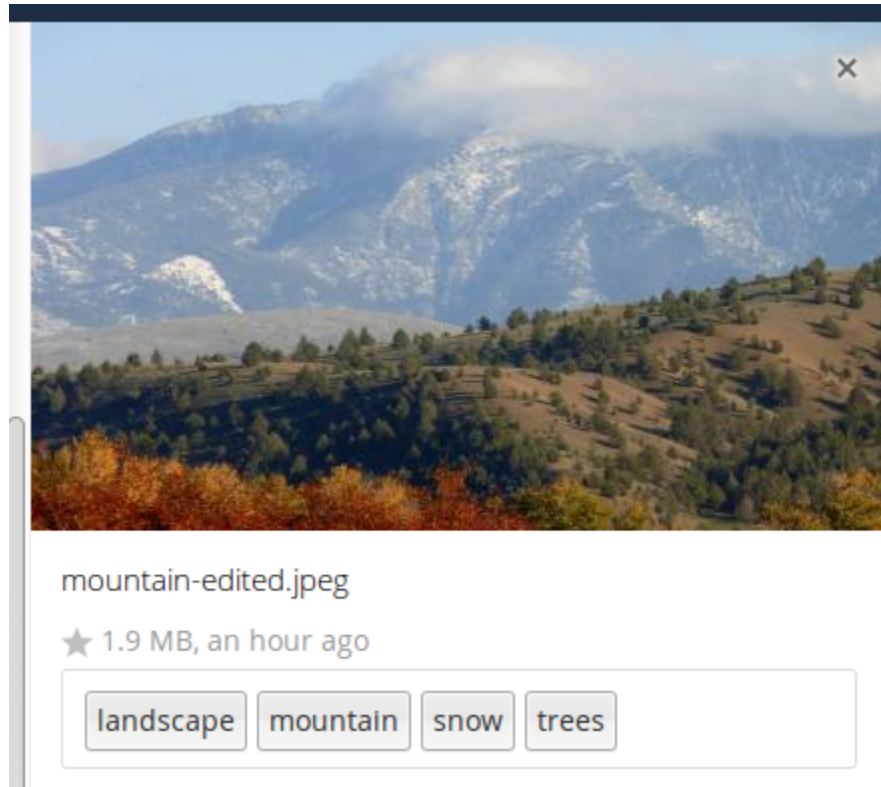 mountain-edited.jpeg
1.9 MB, an hour ago
landscape mountain snow trees